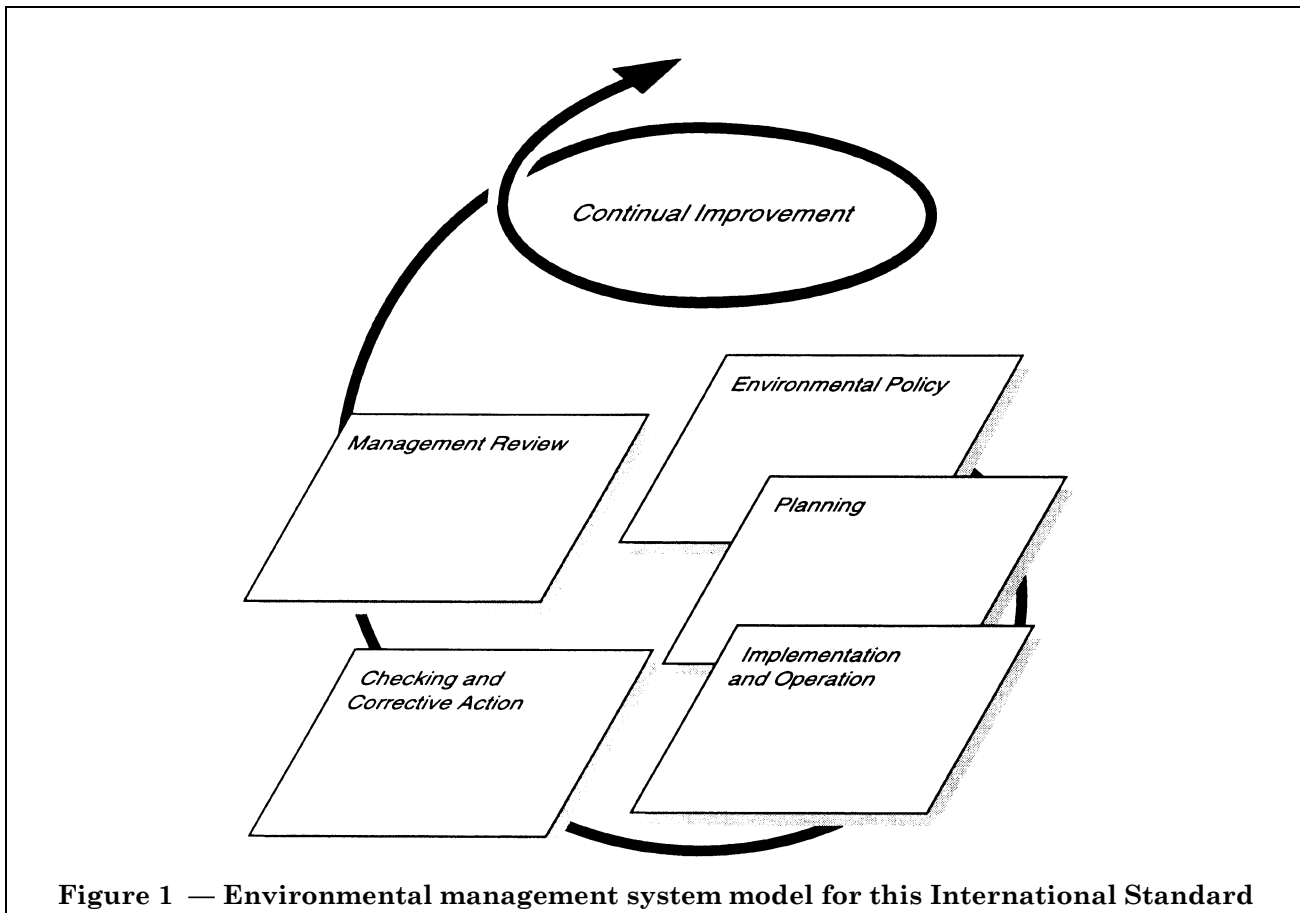 Continual Improvement
Environmental Policy
Management Review
Planning
Implementation
and Operation
Checking and
Corrective Action
Figure 1 — Environmental management system model for this International Standard